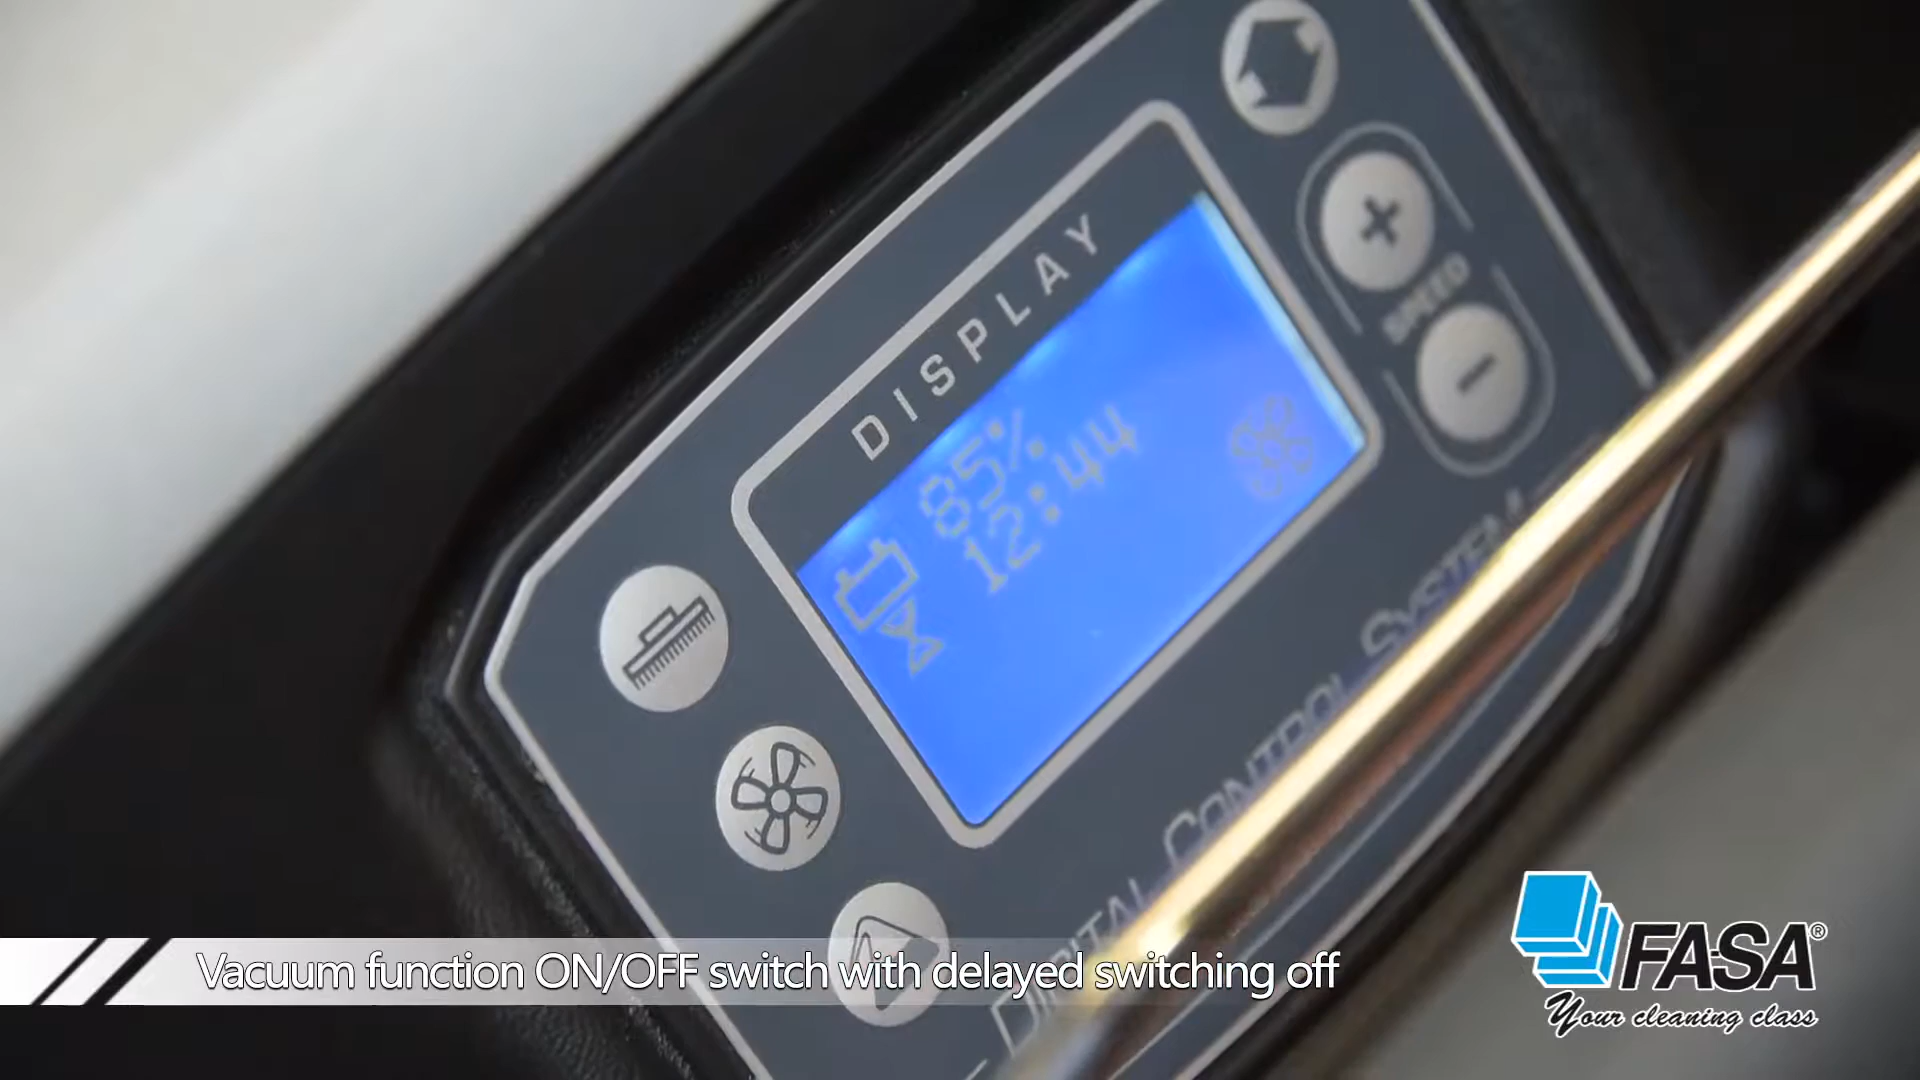 DISPLAY
85%
12:44
+
SPEED
-
DIGITAL CONTROL SYSTEM
Vacuum function ON/OFF switch with delayed switching off
FASA®
Your cleaning class